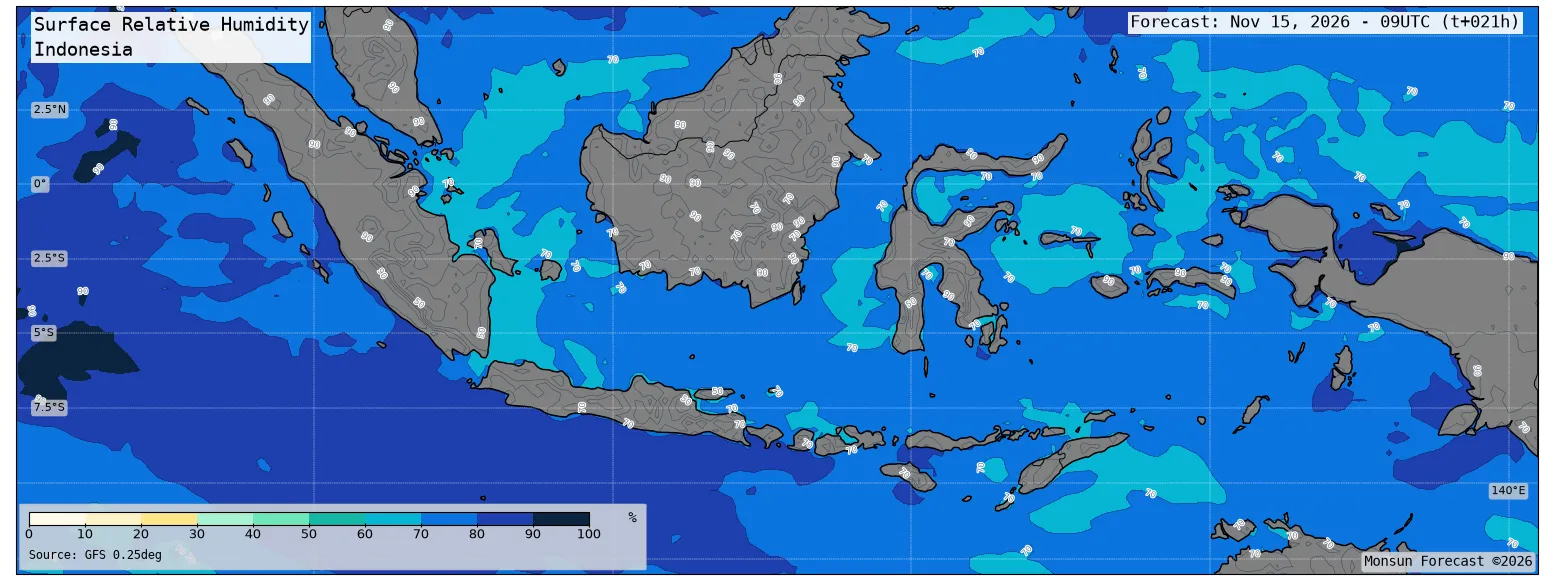 Surface Relative Humidity
Indonesia
Forecast: Nov 15, 2026 - 09UTC (t+021h)
2.5°N
0°
2.5°S
5°S
7.5°S
140°E
%
0 10 20 30 40 50 60 70 80 90 100
Source: GFS 0.25deg
Monsun Forecast ©2026